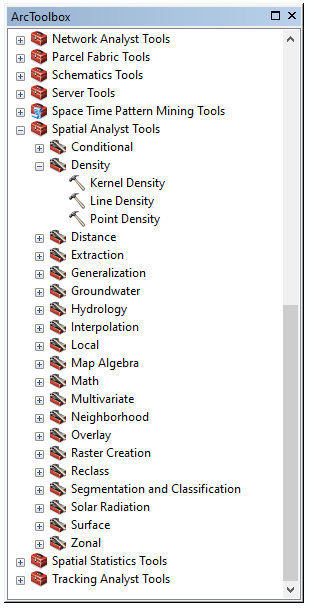 ArcToolbox
Network Analyst Tools
Parcel Fabric Tools
Schematics Tools
Server Tools
Space Time Pattern Mining Tools
Spatial Analyst Tools
Conditional
Density
Kernel Density
Line Density
Point Density
Distance
Extraction
Generalization
Groundwater
Hydrology
Interpolation
Local
Map Algebra
Math
Multivariate
Neighborhood
Overlay
Raster Creation
Reclass
Segmentation and Classification
Solar Radiation
Surface
Zonal
Spatial Statistics Tools
Tracking Analyst Tools